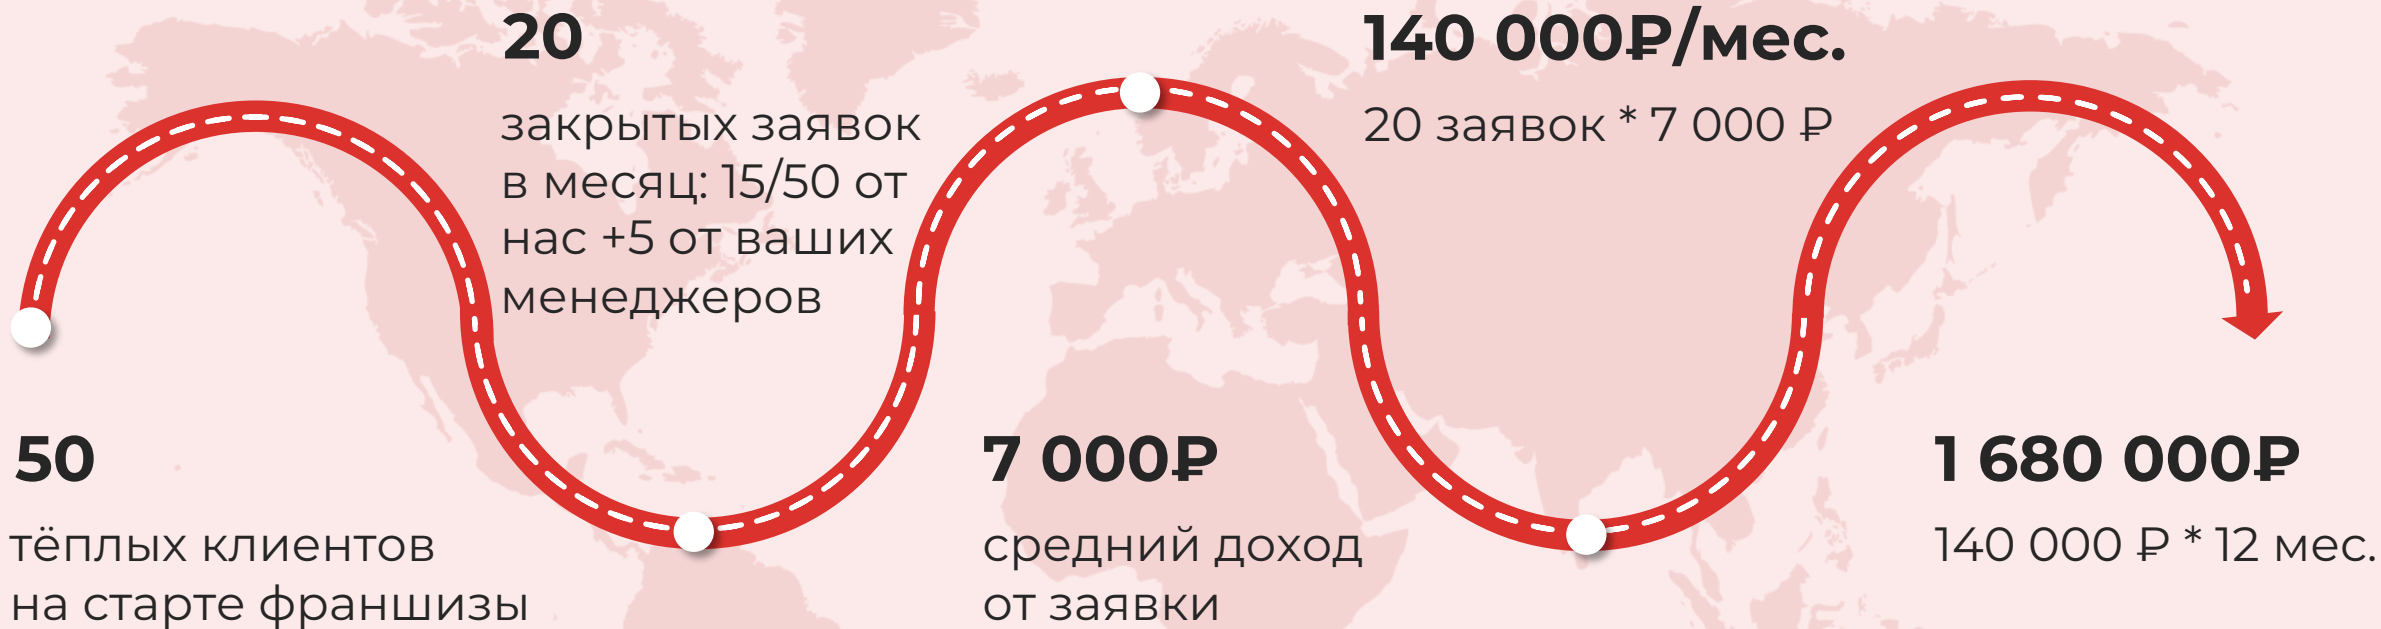 50
тёплых клиентов
на старте франшизы
20
закрытых заявок
в месяц: 15/50 от
нас +5 от ваших
менеджеров
7 000₽
средний доход
от заявки
140 000₽/мес.
20 заявок * 7 000 ₽
1 680 000₽
140 000 ₽ * 12 мес.